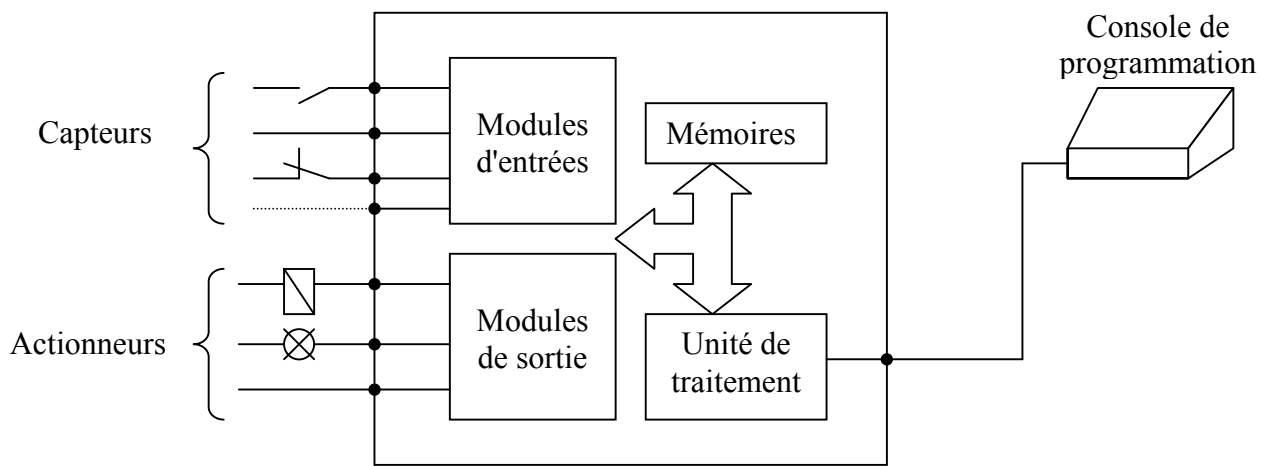 Console de
programmation
Capteurs
Modules
d'entrées
Mémoires
Actionneurs
Modules
de sortie
Unité de
traitement